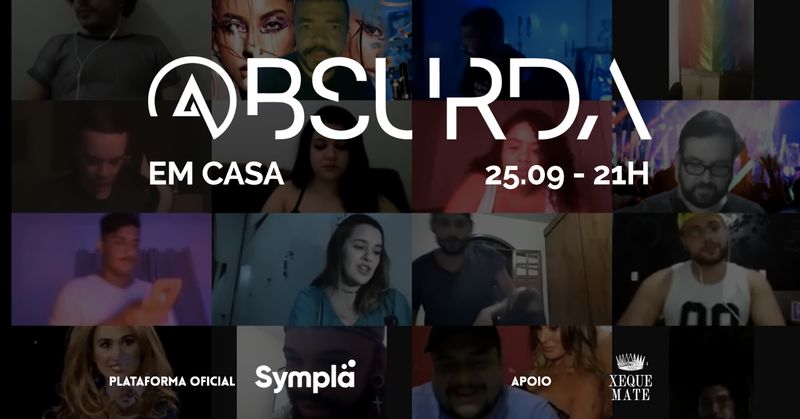 ABSURDA
EM CASA
25.09 - 21H
PLATAFORMA OFICIAL
Sympla
APOIO
XEQUE
MATE